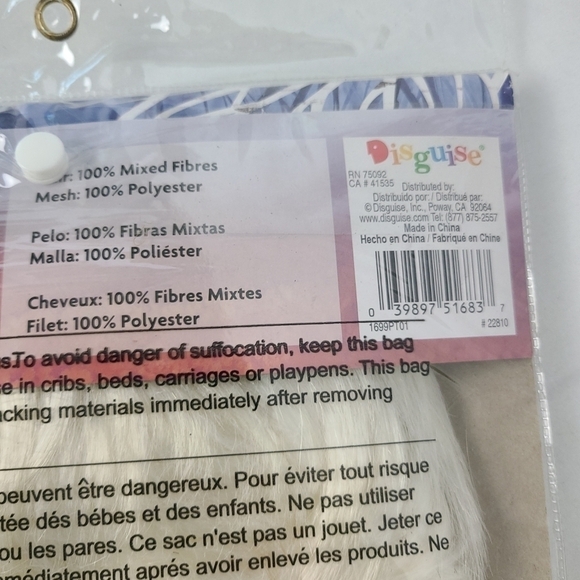 100% Mixed Fibres
Mesh: 100% Polyester
Pelo: 100% Fibras Mixtas
Malla: 100% Poliéster
Cheveux: 100% Fibres Mixtes
Filet: 100% Polyester
Disguise
RN 75092
CA # 41535
Distributed by:
Distribuido por: / Distribué par:
© Disguise, Inc., Poway, CA 92064
www.disguise.com Tel: (877) 875-2557
Made in China
Hecho en China / Fabriqué en Chine
0 39897 51683 7
1699PT01 # 22810
s.To avoid danger of suffocation, keep this bag
e in cribs, beds, carriages or playpens. This bag
acking materials immediately after removing
peuvent être dangereux. Pour éviter tout risque
tée dés bébes et des enfants. Ne pas utiliser
ou les pares. Ce sac n'est pas un jouet. Jeter ce
médiatement aprés avoir enlevé les produits. Ne